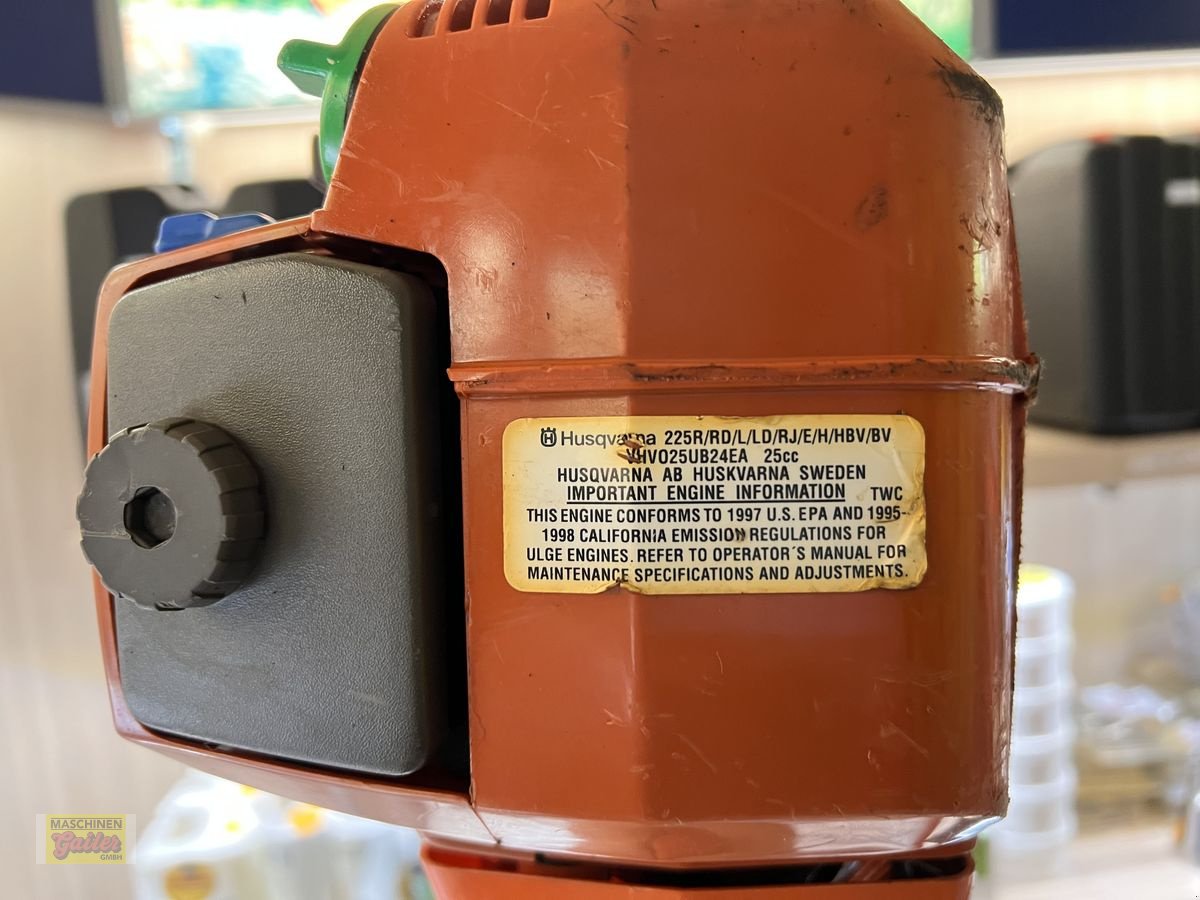 Husqvarna 225R/RD/L/LD/RJ/E/H/HBV/BV
VHV025UB24EA 25cc
HUSQVARNA AB HUSKVARNA SWEDEN
IMPORTANT ENGINE INFORMATION TWC
THIS ENGINE CONFORMS TO 1997 U.S. EPA AND 1995-
1998 CALIFORNIA EMISSION REGULATIONS FOR
ULGE ENGINES. REFER TO OPERATOR´S MANUAL FOR
MAINTENANCE SPECIFICATIONS AND ADJUSTMENTS.
MASCHINEN
Gailer
GMBH